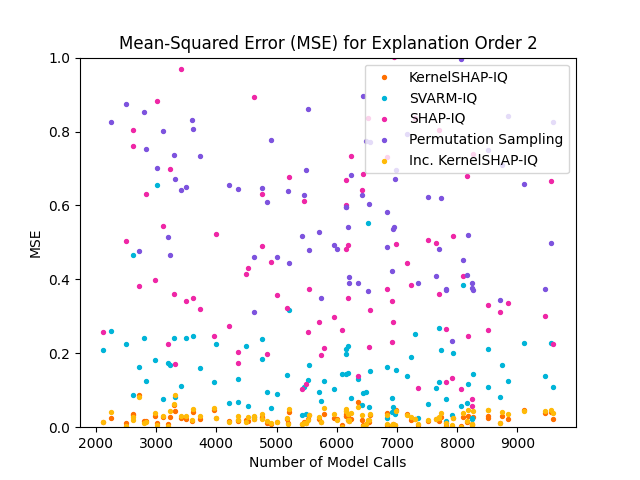 Mean-Squared Error (MSE) for Explanation Order 2
1.0
0.8
0.6
0.4
0.2
0.0
MSE
KernelSHAP-IQ
SVARM-IQ
SHAP-IQ
Permutation Sampling
Inc. KernelSHAP-IQ
2000 3000 4000 5000 6000 7000 8000 9000
Number of Model Calls